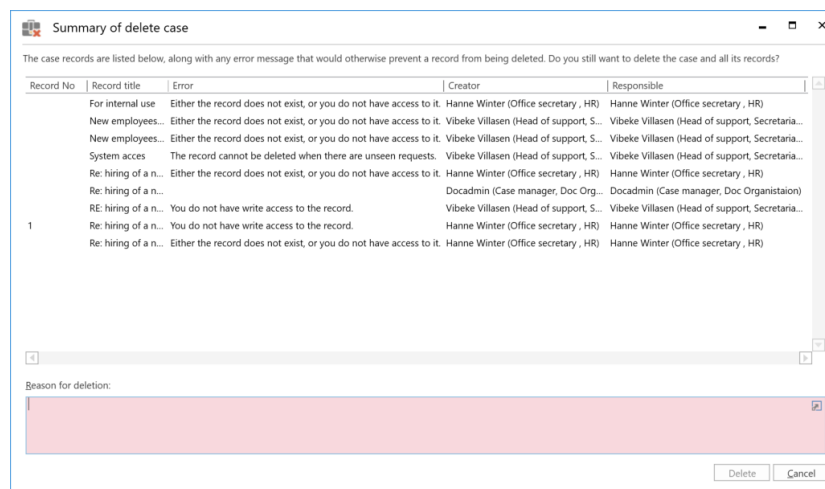 Summary of delete case
The case records are listed below, along with any error message that would otherwise prevent a record from being deleted. Do you still want to delete the case and all its records?
Record No Record title Error Creator Responsible
For internal use Either the record does not exist, or you do not have access to it. Hanne Winter (Office secretary , HR) Hanne Winter (Office secretary , HR)
New employees... Either the record does not exist, or you do not have access to it. Vibeke Villasen (Head of support, S... Vibeke Villasen (Head of support, Secretaria...
New employees... Either the record does not exist, or you do not have access to it. Vibeke Villasen (Head of support, S... Vibeke Villasen (Head of support, Secretaria...
System acces The record cannot be deleted when there are unseen requests. Vibeke Villasen (Head of support, S... Vibeke Villasen (Head of support, Secretaria...
Re: hiring of a n... Either the record does not exist, or you do not have access to it. Hanne Winter (Office secretary , HR) Hanne Winter (Office secretary , HR)
Re: hiring of a n... Docadmin (Case manager, Doc Org... Docadmin (Case manager, Doc Organistaion)
RE: hiring of a n... You do not have write access to the record. Vibeke Villasen (Head of support, S... Vibeke Villasen (Head of support, Secretaria...
1 Re: hiring of a n... You do not have write access to the record. Hanne Winter (Office secretary , HR) Hanne Winter (Office secretary , HR)
Re: hiring of a n... Either the record does not exist, or you do not have access to it. Hanne Winter (Office secretary , HR) Hanne Winter (Office secretary , HR)
Reason for deletion:
Delete Cancel